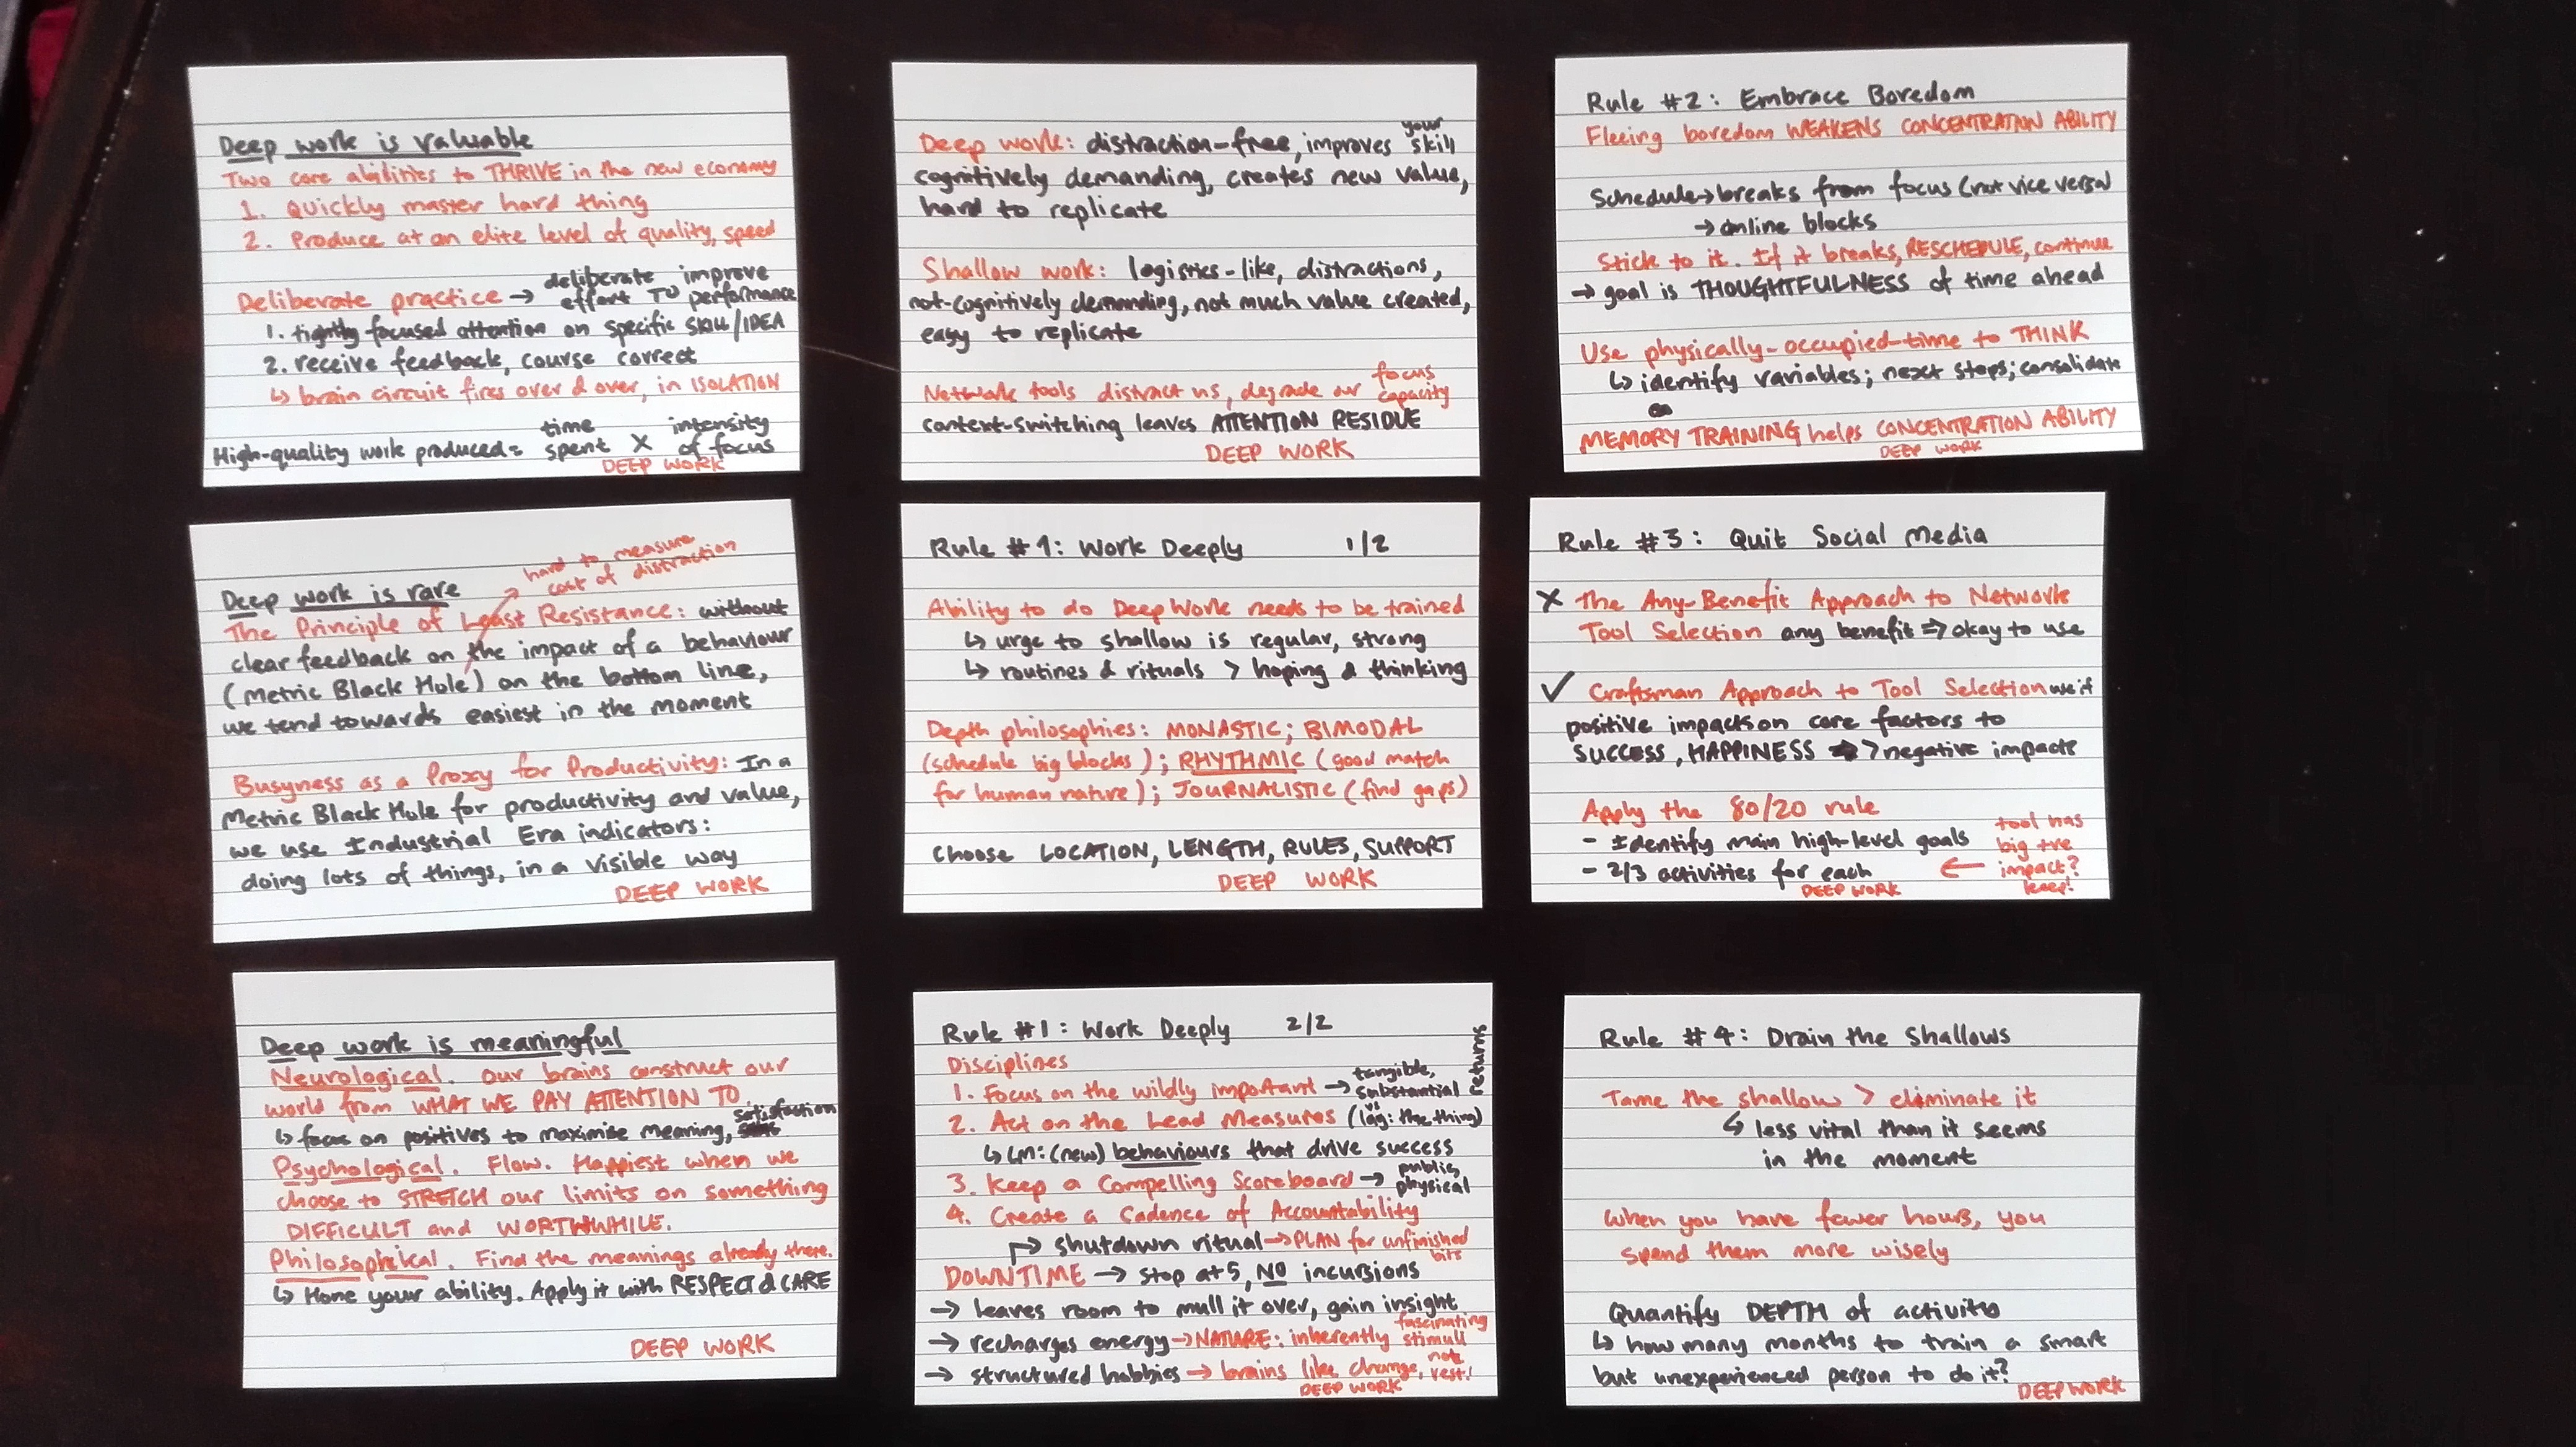 Deep work is valuable
Two core abilities to THRIVE in the new economy
1. Quickly master hard thing
2. Produce at an elite level of quality, speed
Deliberate practice → deliberate effort TO improve performance
1. tightly focused attention on specific SKILL/IDEA
2. receive feedback, course correct
↳ brain circuit fires over & over, in ISOLATION
High-quality work produced = time spent X intensity of focus
DEEP WORK
Deep work: distraction-free, improves your skill
cognitively demanding, creates new value,
hard to replicate
Shallow work: logistics-like, distractions,
not-cognitively demanding, not much value created,
easy to replicate
Network tools distract us, degrade our focus capacity
context-switching leaves ATTENTION RESIDUE
DEEP WORK
Rule #2: Embrace Boredom
Fleeing boredom WEAKENS CONCENTRATION ABILITY
Schedule → breaks from focus (not vice versa)
→ online blocks
Stick to it. If it breaks, RESCHEDULE, continue
→ goal is THOUGHTFULNESS of time ahead
Use physically-occupied-time to THINK
↳ identify variables; next steps; consolidate
MEMORY TRAINING helps CONCENTRATION ABILITY
DEEP WORK
Deep work is rare
hard to measure
cost of distraction
The Principle of Least Resistance: without
clear feedback on the impact of a behaviour
(Metric Black Hole) on the bottom line,
we tend towards easiest in the moment
Busyness as a Proxy for Productivity: In a
Metric Black Hole for productivity and value,
we use Industrial Era indicators:
doing lots of things, in a visible way
DEEP WORK
Rule #1: Work Deeply 1/2
Ability to do Deep Work needs to be trained
↳ urge to shallow is regular, strong
↳ routines & rituals > hoping & thinking
Depth philosophies: MONASTIC; BIMODAL
(schedule big blocks); RHYTHMIC (good match
for human nature); JOURNALISTIC (find gaps)
Choose LOCATION, LENGTH, RULES, SUPPORT
DEEP WORK
Rule #3: Quit Social Media
X The Any-Benefit Approach to Network
Tool Selection any benefit ⇒ okay to use
✓ Craftsman Approach to Tool Selection use if
positive impacts on core factors to
SUCCESS, HAPPINESS > negative impacts
Apply the 80/20 rule
- Identify main high-level goals
- 2/3 activities for each
← tool has
big +ve
impact?
keep!
DEEP WORK
Deep work is meaningful
Neurological. Our brains construct our
world from WHAT WE PAY ATTENTION TO
↳ focus on positives to maximise meaning, satisfaction
Psychological. Flow. Happiest when we
choose to STRETCH our limits on something
DIFFICULT and WORTHWHILE.
Philosophical. Find the meanings already there.
↳ Hone your ability. Apply it with RESPECT & CARE
DEEP WORK
Rule #1: Work Deeply 2/2
Disciplines
1. Focus on the wildly important → tangible, substantial returns
2. Act on the Lead Measures (vs lag: the thing)
↳ LM: (new) behaviours that drive success
3. Keep a Compelling Scoreboard → public, physical
4. Create a Cadence of Accountability
↱ shutdown ritual → PLAN for unfinished bits
DOWNTIME → stop at 5, NO incursions
→ leaves room to mull it over, gain insight
→ recharges energy → NATURE: inherently fascinating stimuli
→ structured hobbies → brains like change, not rest!
DEEP WORK
Rule #4: Drain the Shallows
Tame the shallow > eliminate it
↳ less vital than it seems
in the moment
When you have fewer hours, you
spend them more wisely
Quantify DEPTH of activity
↳ how many months to train a smart
but unexperienced person to do it?
DEEP WORK